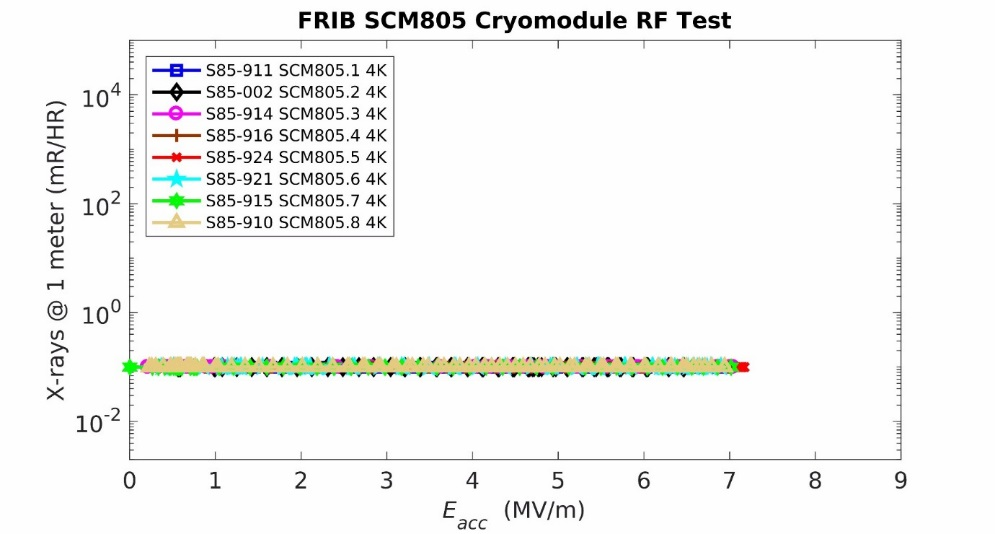 FRIB SCM805 Cryomodule RF Test
S85-911 SCM805.1 4K
S85-002 SCM805.2 4K
S85-914 SCM805.3 4K
S85-916 SCM805.4 4K
S85-924 SCM805.5 4K
S85-921 SCM805.6 4K
S85-915 SCM805.7 4K
S85-910 SCM805.8 4K
X-rays @ 1 meter (mR/HR)
10^4
10^2
10^0
10^-2
0 1 2 3 4 5 6 7 8 9
E_acc (MV/m)